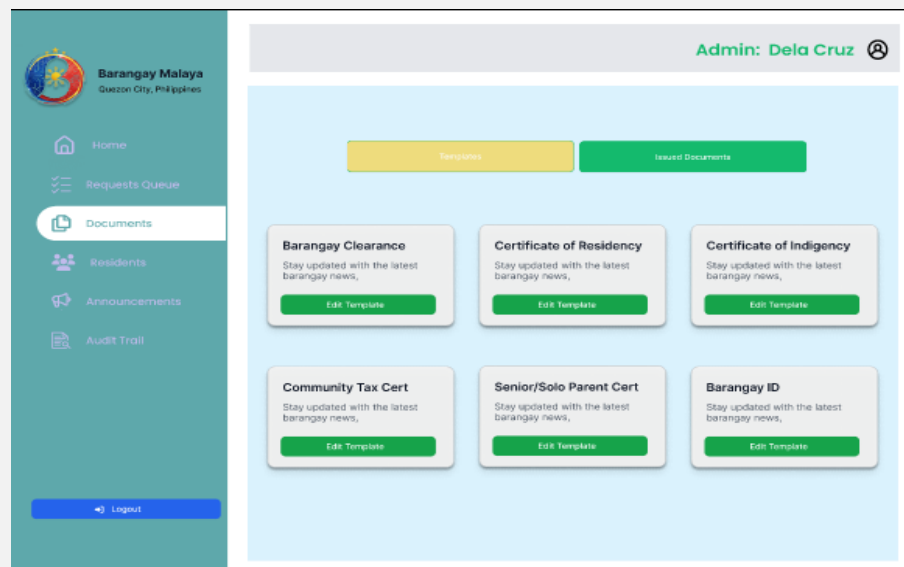 Admin: Dela Cruz
Barangay Malaya
Quezon City, Philippines
Home
Requests Queue
Documents
Residents
Announcements
Audit Trail
Logout
Templates
Issued Documents
Barangay Clearance
Stay updated with the latest
barangay news,
Edit Template
Certificate of Residency
Stay updated with the latest
barangay news,
Edit Template
Certificate of Indigency
Stay updated with the latest
barangay news,
Edit Template
Community Tax Cert
Stay updated with the latest
barangay news,
Edit Template
Senior/Solo Parent Cert
Stay updated with the latest
barangay news,
Edit Template
Barangay ID
Stay updated with the latest
barangay news,
Edit Template